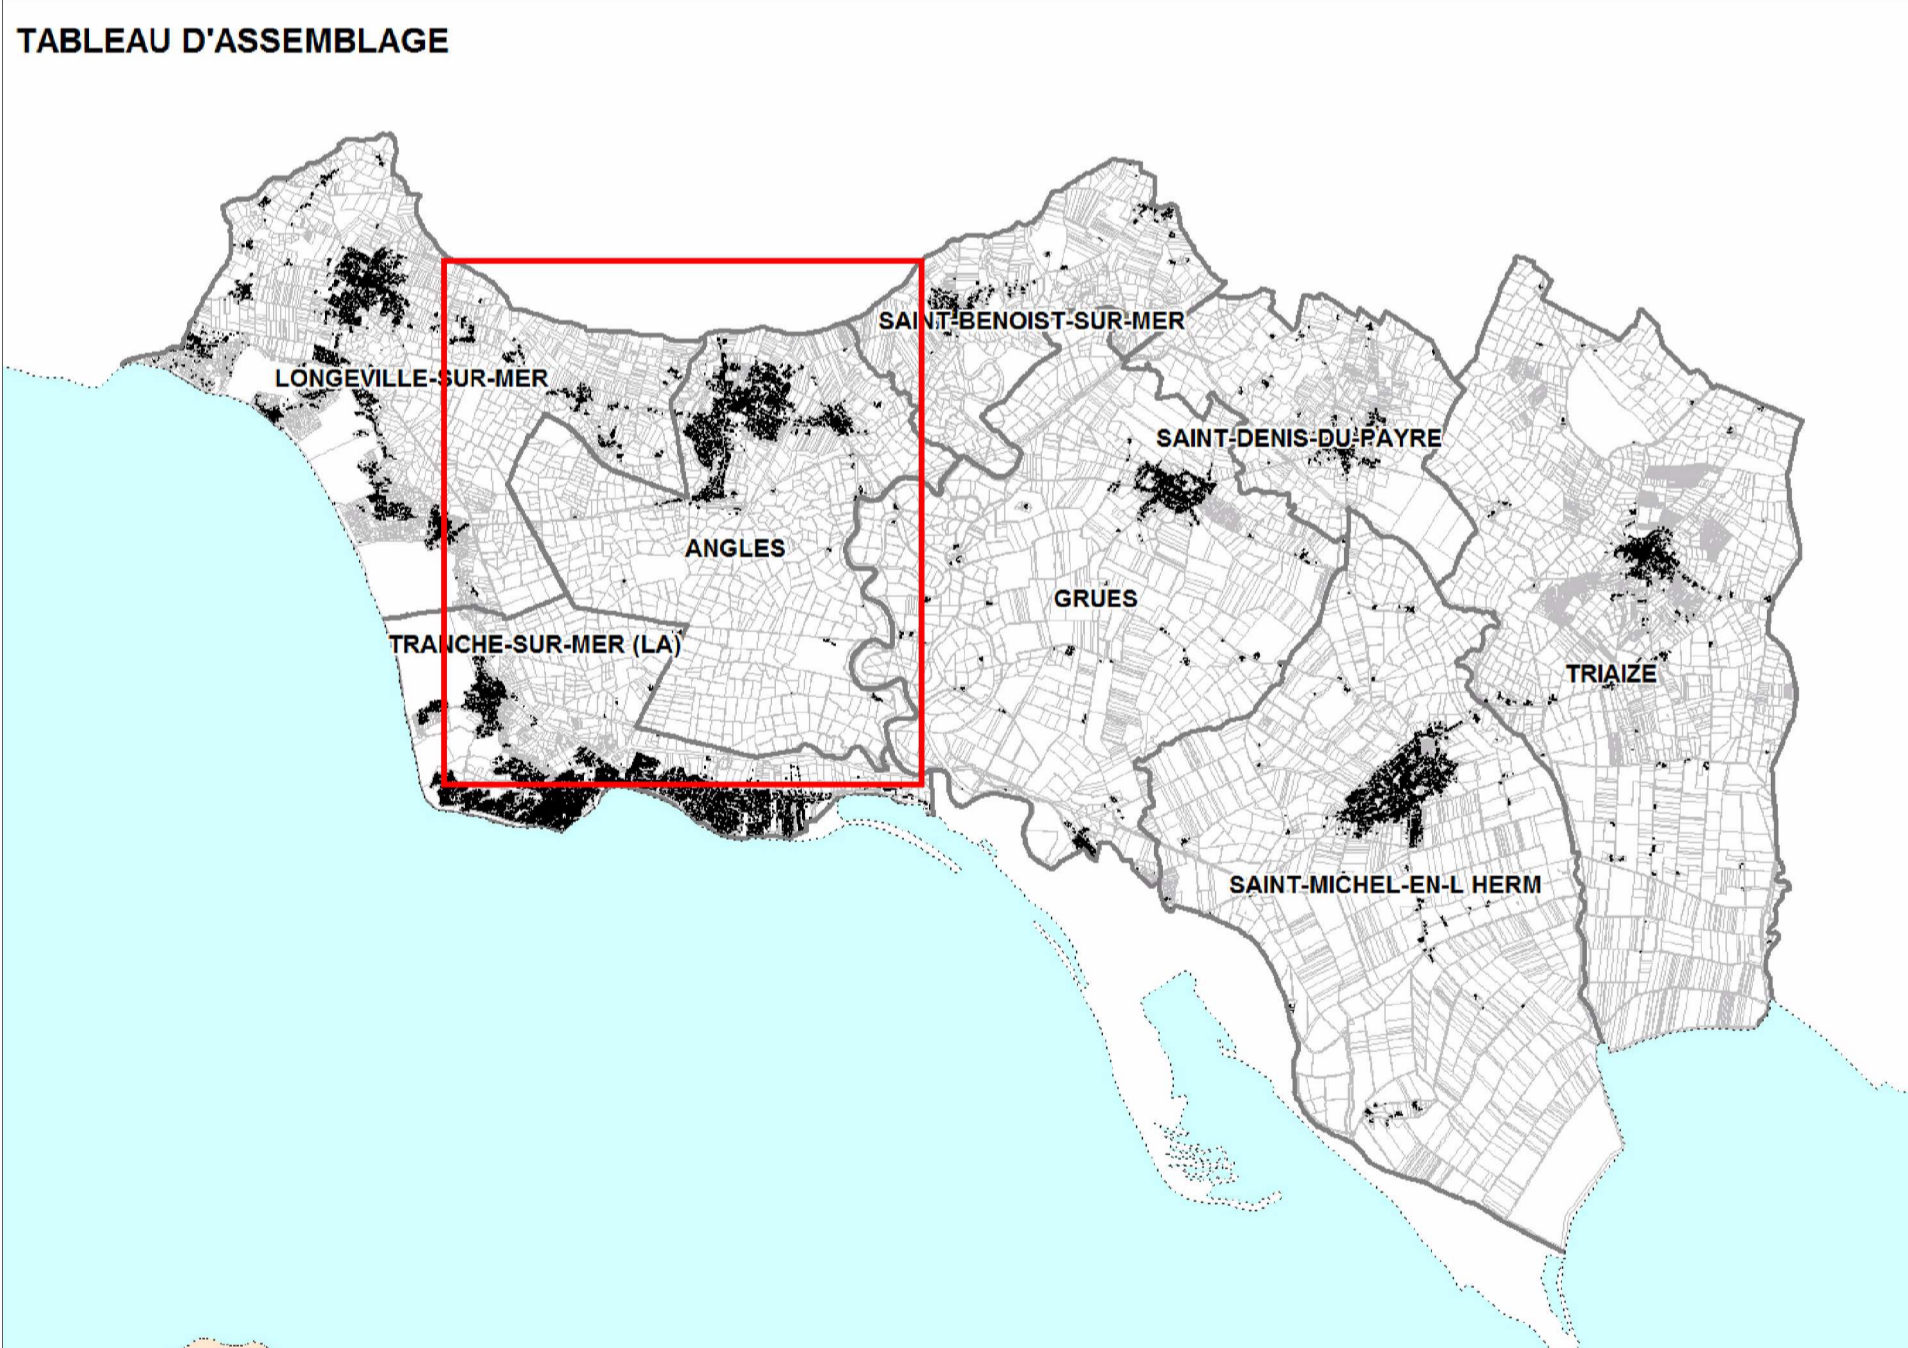 TABLEAU D'ASSEMBLAGE
SAINT-BENOIST-SUR-MER
LONGEVILLE-SUR-MER
SAINT-DENIS-DU-PAYRE
ANGLES
GRUES
TRANCHE-SUR-MER (LA)
TRIAIZE
SAINT-MICHEL-EN-L HERM